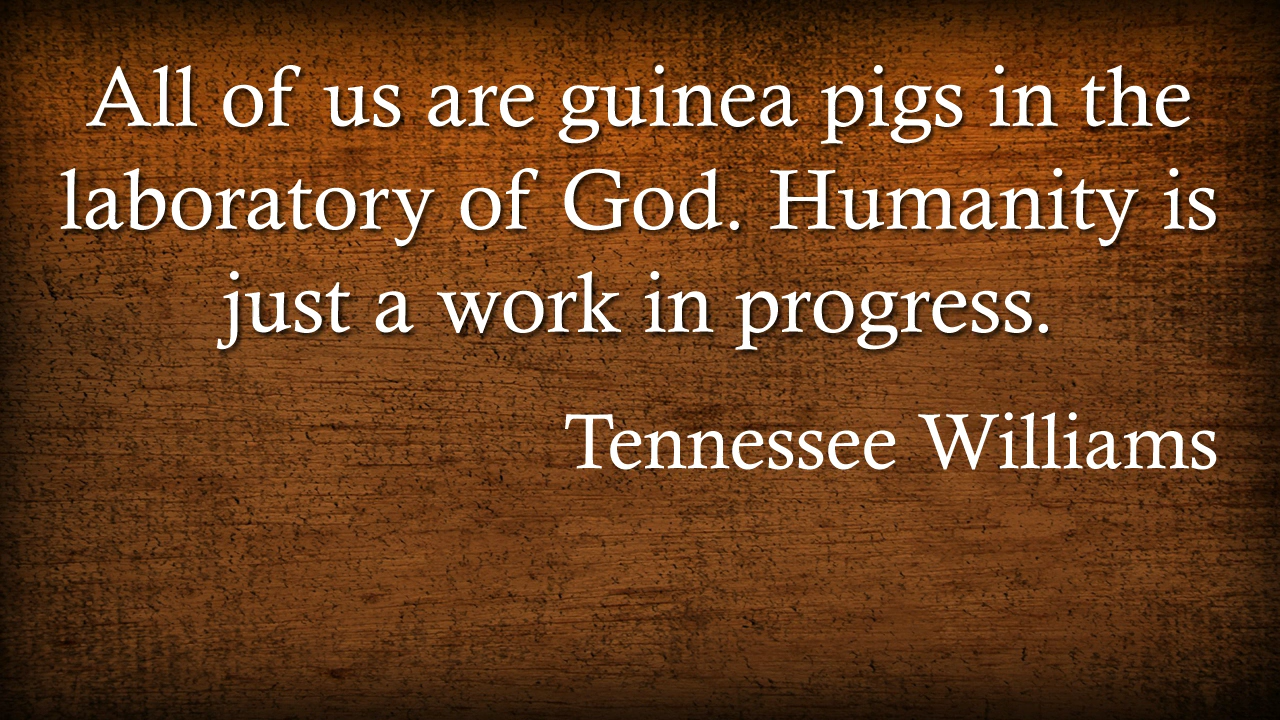 All of us are guinea pigs in the
laboratory of God. Humanity is
just a work in progress.
Tennessee Williams